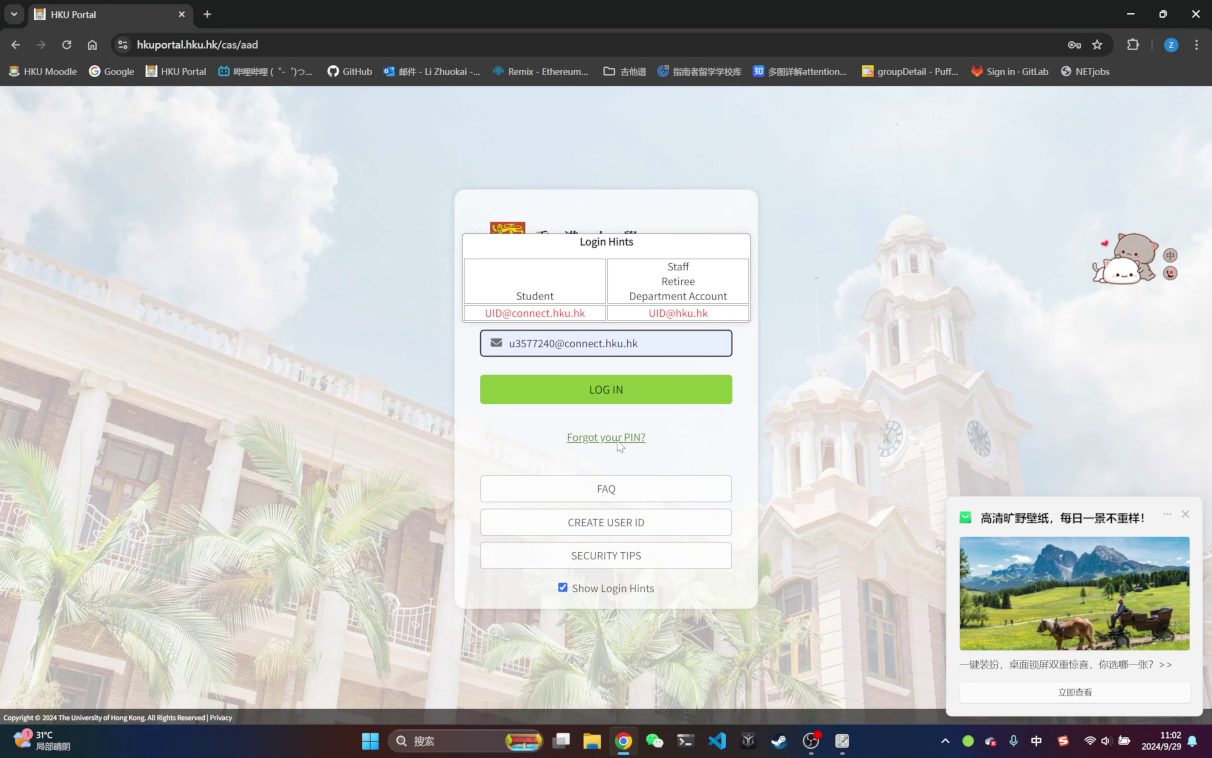 HKU Portal
hkuportal.hku.hk/cas/aad
Z
HKU Moodle
Google
HKU Portal
哔哩哔哩 ( ゜- ゜)つ...
GitHub
邮件 - Li Zhuokai -...
Remix - Ethereum...
吉他谱
指南者留学学校库
多图详解attention...
groupDetail - Puff...
Sign in · GitLab
NETjobs
Login Hints
Student
Staff
Retiree
Department Account
UID@connect.hku.hk
UID@hku.hk
u3577240@connect.hku.hk
LOG IN
Forgot your PIN?
FAQ
CREATE USER ID
SECURITY TIPS
Show Login Hints
中
高清旷野壁纸，每日一景不重样！
一键装扮，桌面锁屏双重惊喜，你选哪一张？>>
立即查看
Copyright © 2024 The University of Hong Kong. All Rights Reserved | Privacy
1
31°C
局部晴朗
搜索
中
11:02
2024/9/29